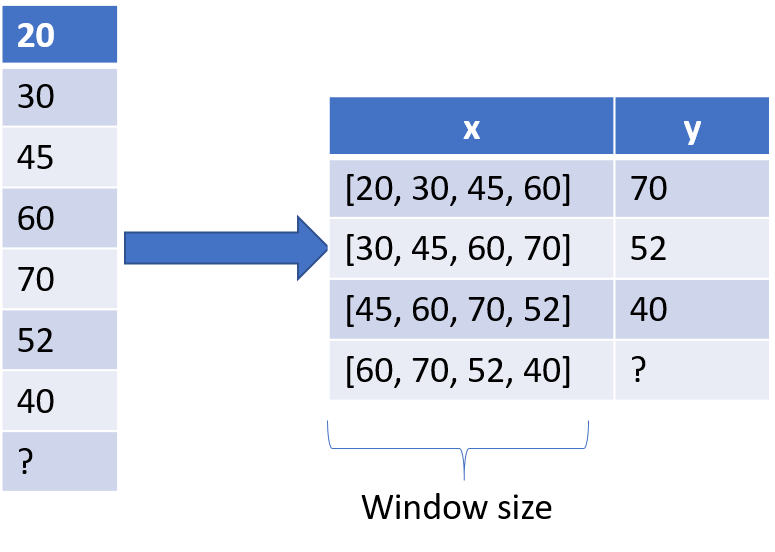 20
30
45
60
70
52
40
?
x y
[20, 30, 45, 60] 70
[30, 45, 60, 70] 52
[45, 60, 70, 52] 40
[60, 70, 52, 40] ?
Window size